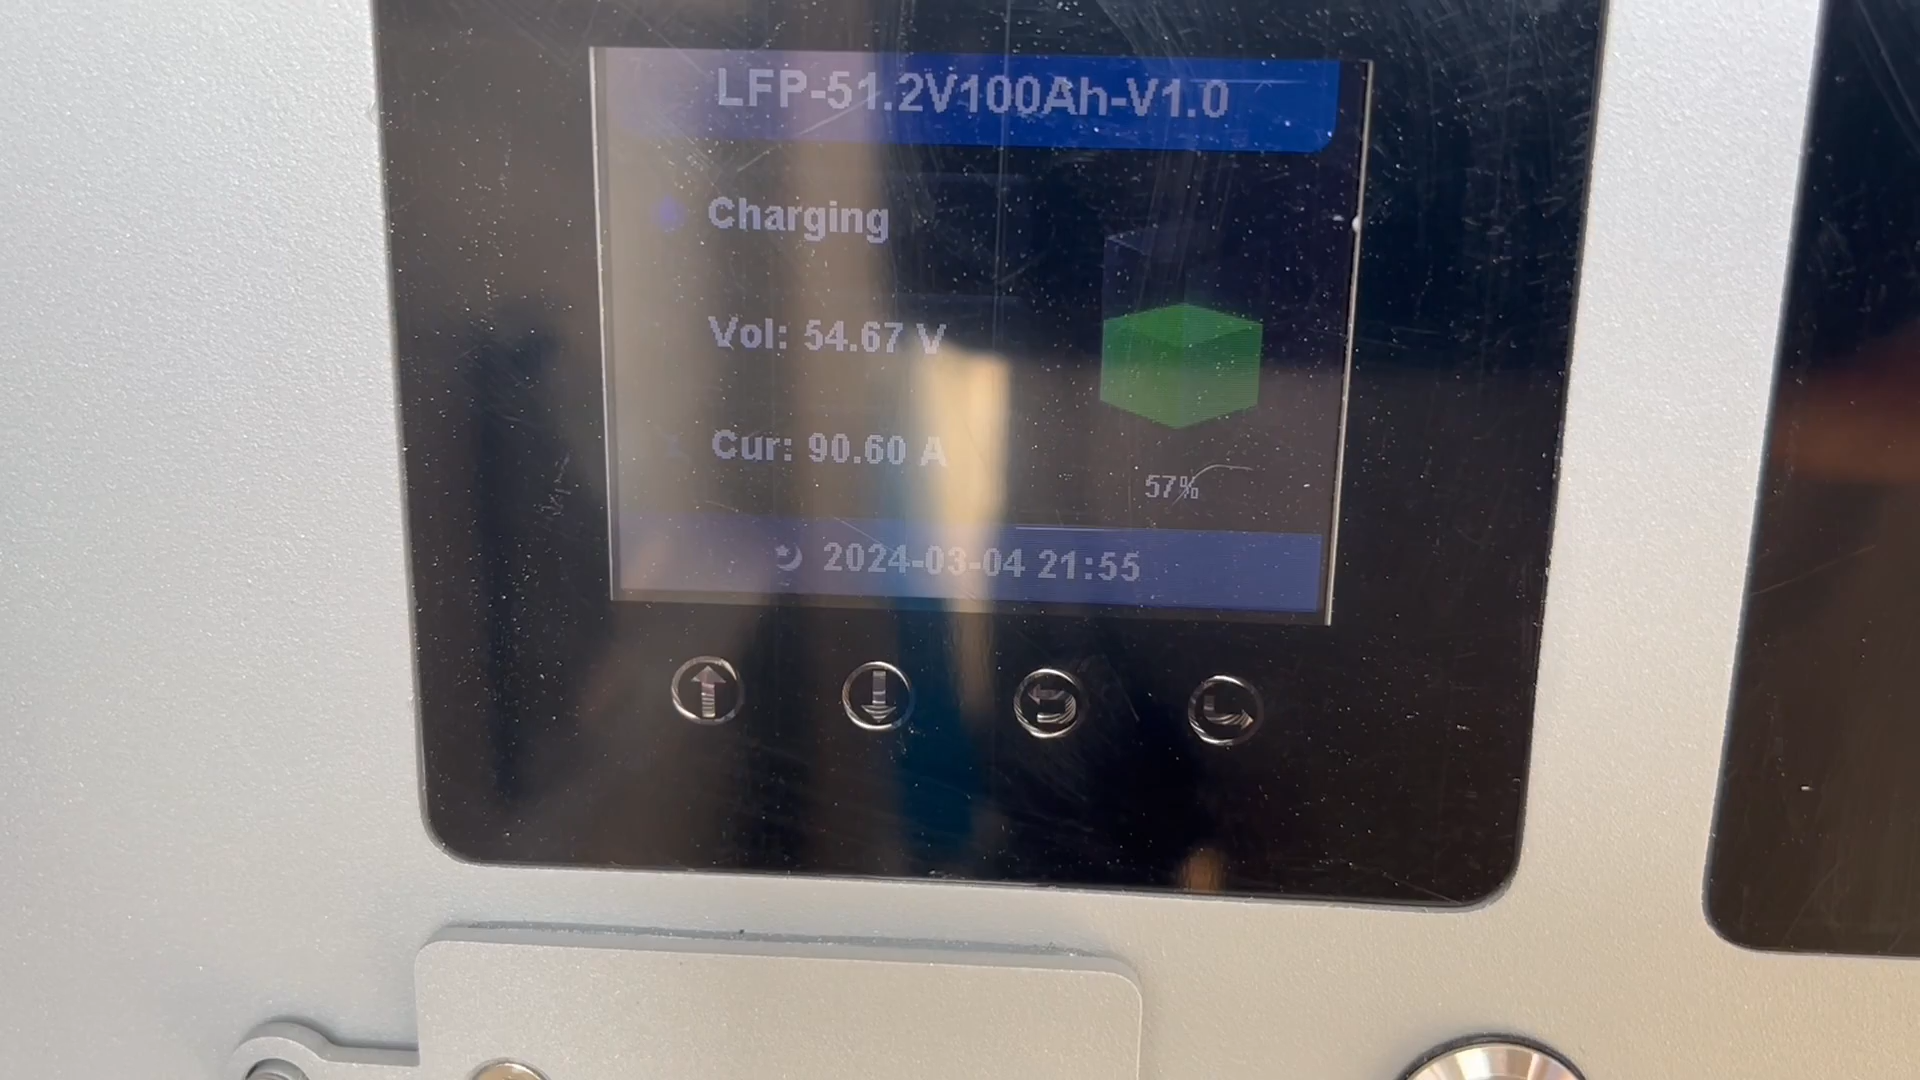 LFP-51.2V100Ah-V1.0
Charging
Vol: 54.67 V
Cur: 90.60 A
57%
2024-03-04 21:55